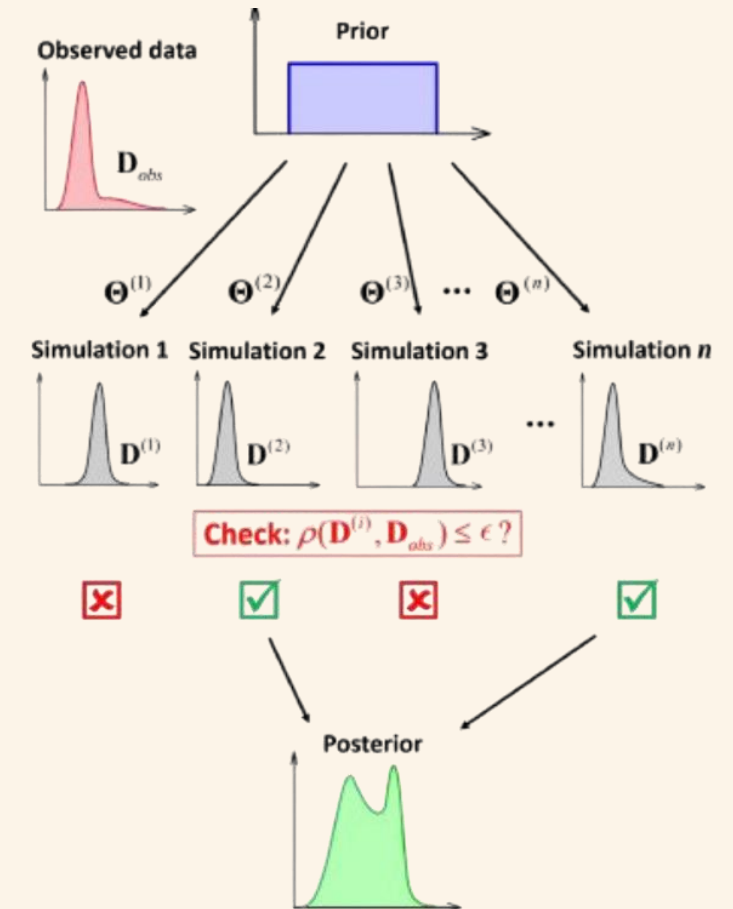 Prior
Observed data
D_obs
Θ^(1) Θ^(2) Θ^(3) ... Θ^(n)
Simulation 1 Simulation 2 Simulation 3 Simulation n
D^(1) D^(2) D^(3) ... D^(n)
Check: ρ(D^(i), D_obs) ≤ ϵ ?
Posterior